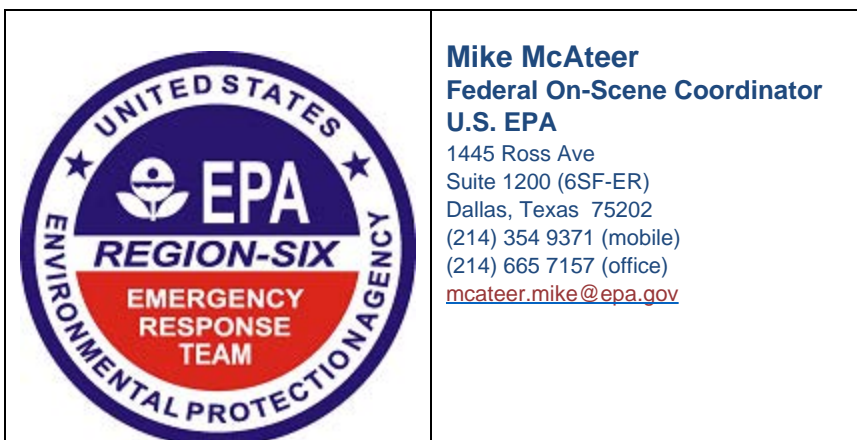 UNITED STATES
ENVIRONMENTAL PROTECTION AGENCY
EPA
REGION-SIX
EMERGENCY
RESPONSE
TEAM
Mike McAteer
Federal On-Scene Coordinator
U.S. EPA
1445 Ross Ave
Suite 1200 (6SF-ER)
Dallas, Texas  75202
(214) 354 9371 (mobile)
(214) 665 7157 (office)
mcateer.mike@epa.gov